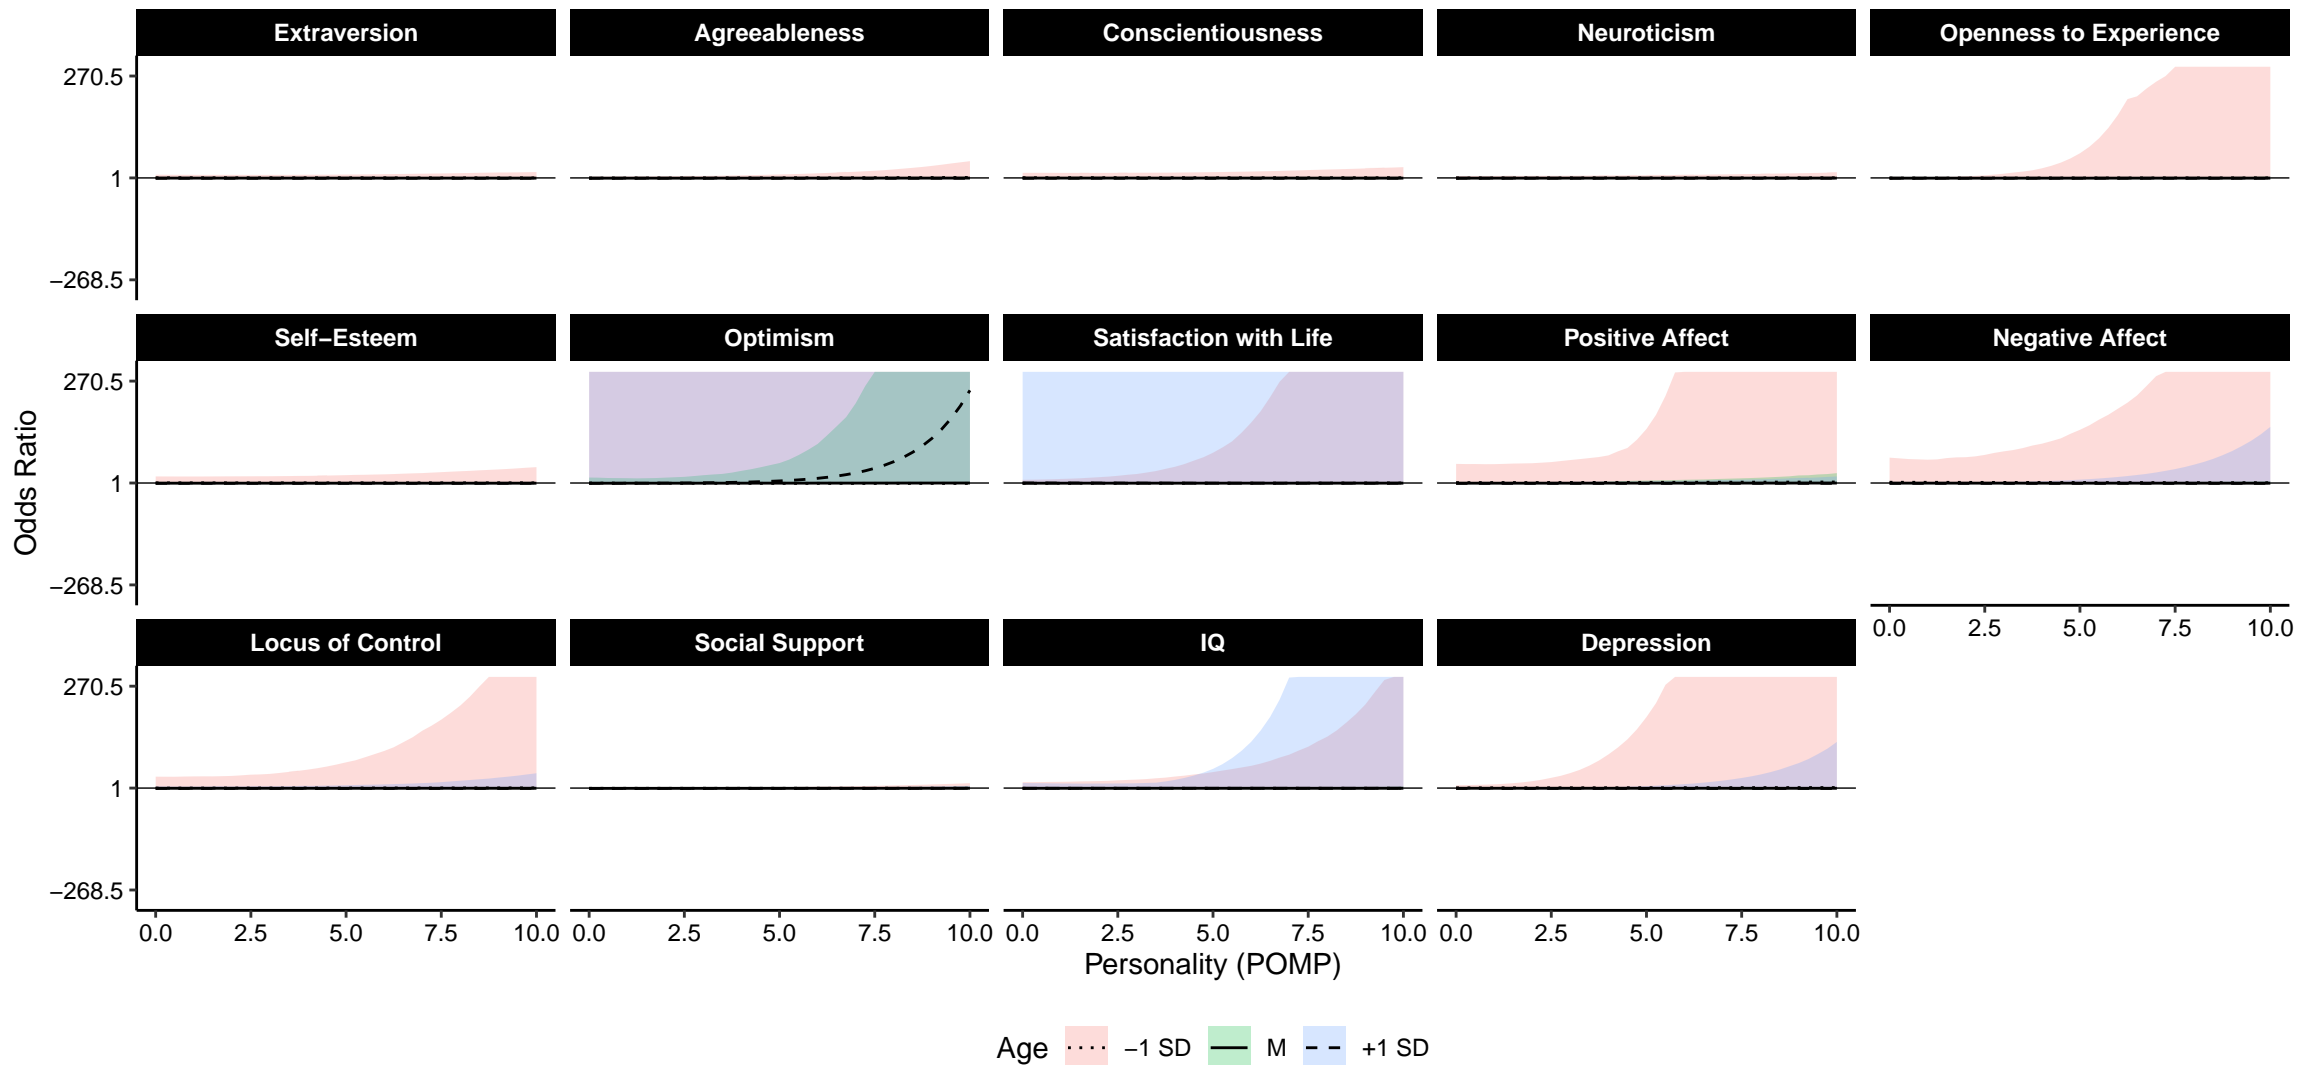 Extraversion Agreeableness Conscientiousness Neuroticism Openness to Experience
270.5
1
−268.5
Self−Esteem Optimism Satisfaction with Life Positive Affect Negative Affect
270.5
1
−268.5
0.0 2.5 5.0 7.5 10.0
Locus of Control Social Support IQ Depression
270.5
1
−268.5
0.0 2.5 5.0 7.5 10.0 0.0 2.5 5.0 7.5 10.0 0.0 2.5 5.0 7.5 10.0 0.0 2.5 5.0 7.5 10.0
Odds Ratio
Personality (POMP)
Age −1 SD M +1 SD